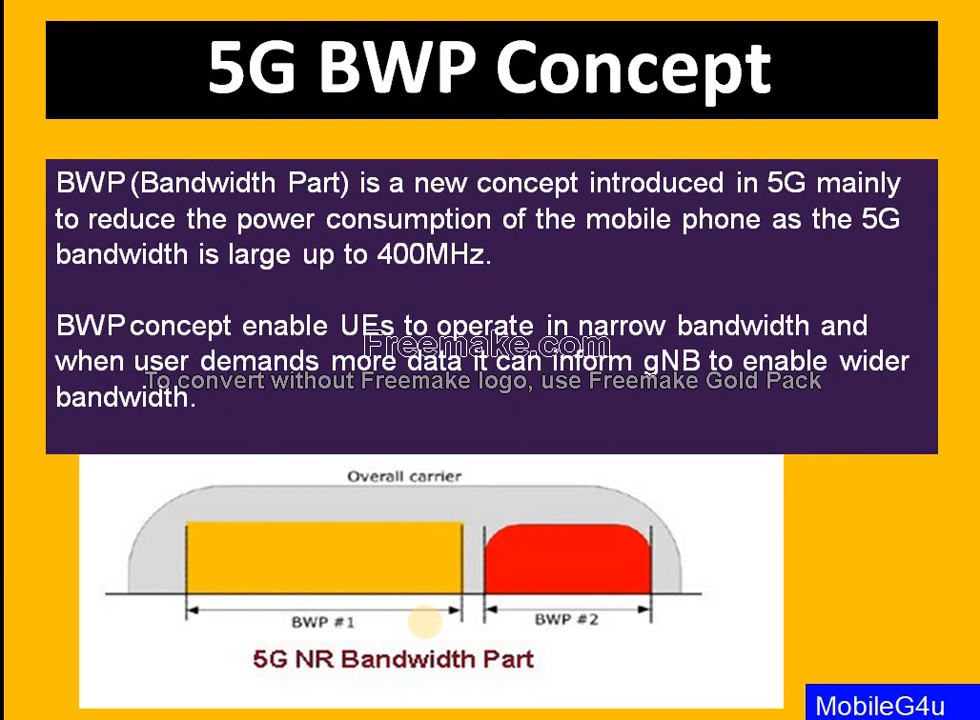 5G BWP Concept
BWP (Bandwidth Part) is a new concept introduced in 5G mainly
to reduce the power consumption of the mobile phone as the 5G
bandwidth is large up to 400MHz.
BWP concept enable UEs to operate in narrow bandwidth and
Freemake.com
when user demands more data it can inform gNB to enable wider
To convert without Freemake logo, use Freemake Gold Pack
bandwidth.
Overall carrier
BWP #1
BWP #2
5G NR Bandwidth Part
MobileG4u